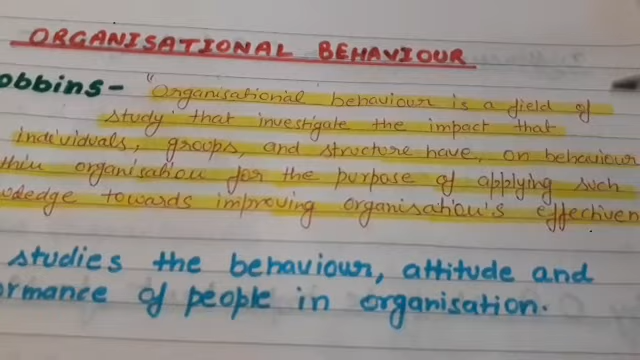 ORGANISATIONAL BEHAVIOUR
obbins - "Organisational behaviour is a field of
study that investigate the impact that
individuals, groups, and structure have, on behaviour
thin organisation for the purpose of applying such
owledge towards improving organisation's effectiven
studies the behaviour, attitude and
ormance of people in organisation.